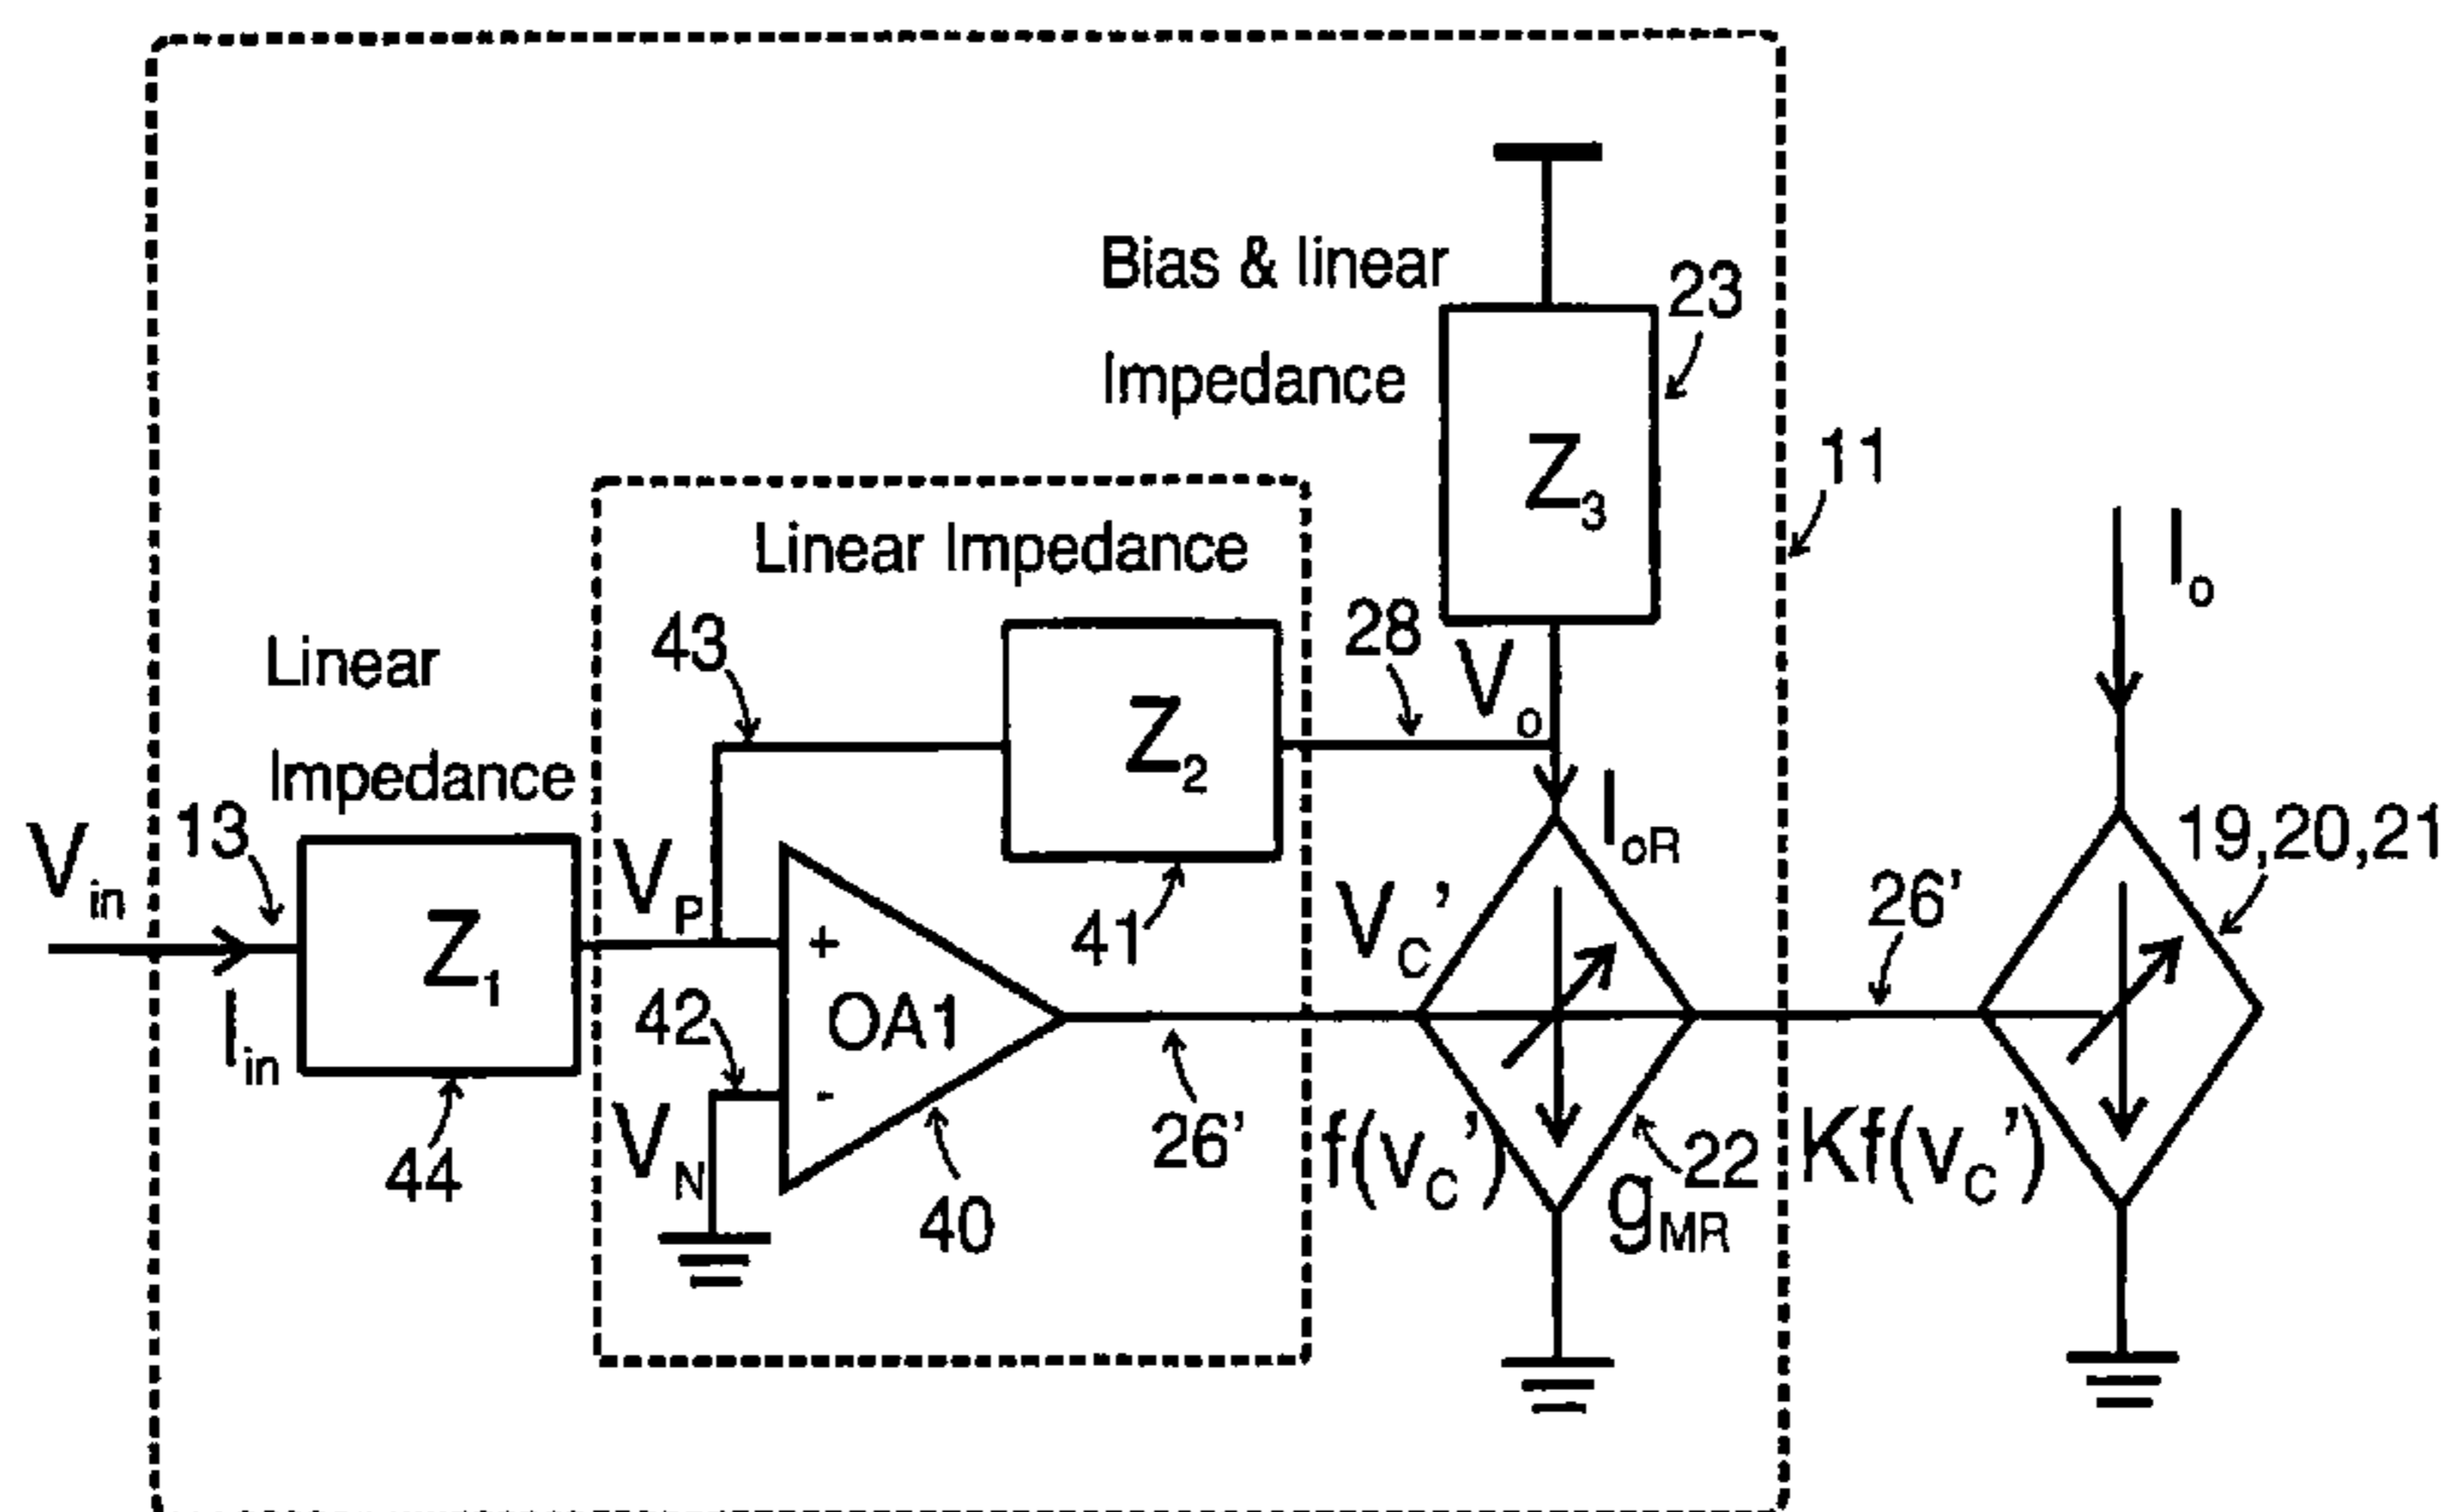 Bias & linear
Impedance
23
Z3
11
Linear Impedance
Io
43
Z2
28
Vo
Linear
Impedance
Vin
13
Iin
Z1
44
VP
42
VN
+
-
OA1
40
41
26'
VC'
IoR
f(vC')
22
gMR
26'
19,20,21
Kf(vC')